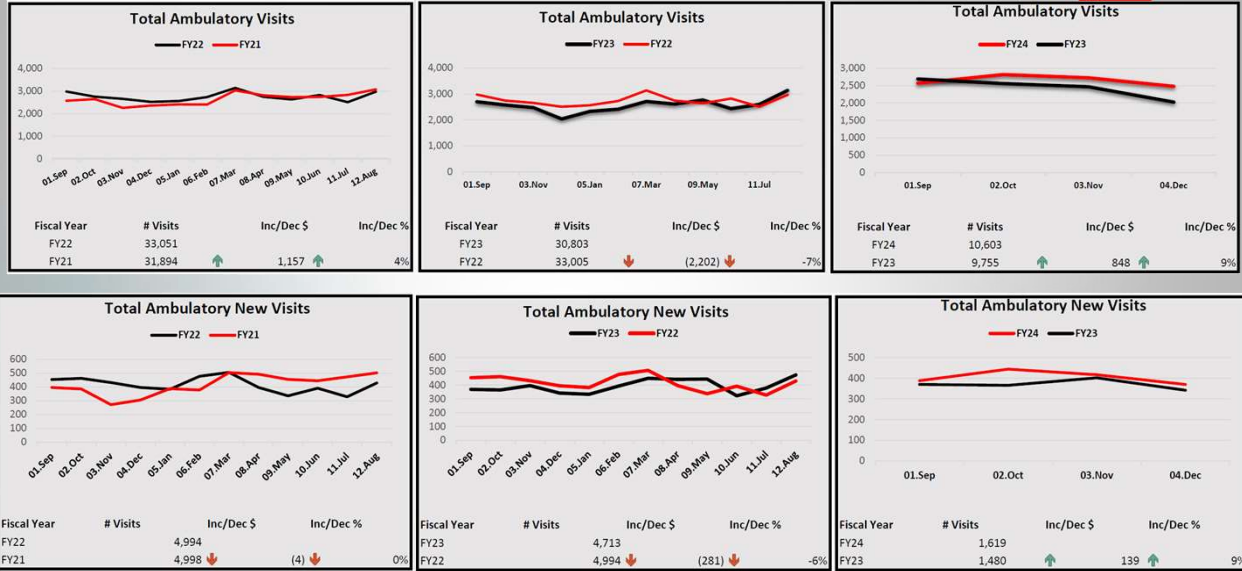 Total Ambulatory Visits
FY22 FY21
4,000
3,000
2,000
1,000
0
01.Sep 02.Oct 03.Nov 04.Dec 05.Jan 06.Feb 07.Mar 08.Apr 09.May 10.Jun 11.Jul 12.Aug
Fiscal Year # Visits Inc/Dec $ Inc/Dec %
FY22 33,051
FY21 31,894 1,157 4%
Total Ambulatory Visits
FY23 FY22
4,000
3,000
2,000
1,000
0
01.Sep 03.Nov 05.Jan 07.Mar 09.May 11.Jul
Fiscal Year # Visits Inc/Dec $ Inc/Dec %
FY23 30,803
FY22 33,005 (2,202) -7%
Total Ambulatory Visits
FY24 FY23
3,000
2,500
2,000
1,500
1,000
500
0
01.Sep 02.Oct 03.Nov 04.Dec
Fiscal Year # Visits Inc/Dec $ Inc/Dec %
FY24 10,603
FY23 9,755 848 9%
Total Ambulatory New Visits
FY22 FY21
600
500
400
300
200
100
0
01.Sep 02.Oct 03.Nov 04.Dec 05.Jan 06.Feb 07.Mar 08.Apr 09.May 10.Jun 11.Jul 12.Aug
Fiscal Year # Visits Inc/Dec $ Inc/Dec %
FY22 4,994
FY21 4,998 (4) 0%
Total Ambulatory New Visits
FY23 FY22
600
500
400
300
200
100
0
01.Sep 02.Oct 03.Nov 04.Dec 05.Jan 06.Feb 07.Mar 08.Apr 09.May 10.Jun 11.Jul 12.Aug
Fiscal Year # Visits Inc/Dec $ Inc/Dec %
FY23 4,713
FY22 4,994 (281) -6%
Total Ambulatory New Visits
FY24 FY23
500
400
300
200
100
0
01.Sep 02.Oct 03.Nov 04.Dec
Fiscal Year # Visits Inc/Dec $ Inc/Dec %
FY24 1,619
FY23 1,480 139 9%